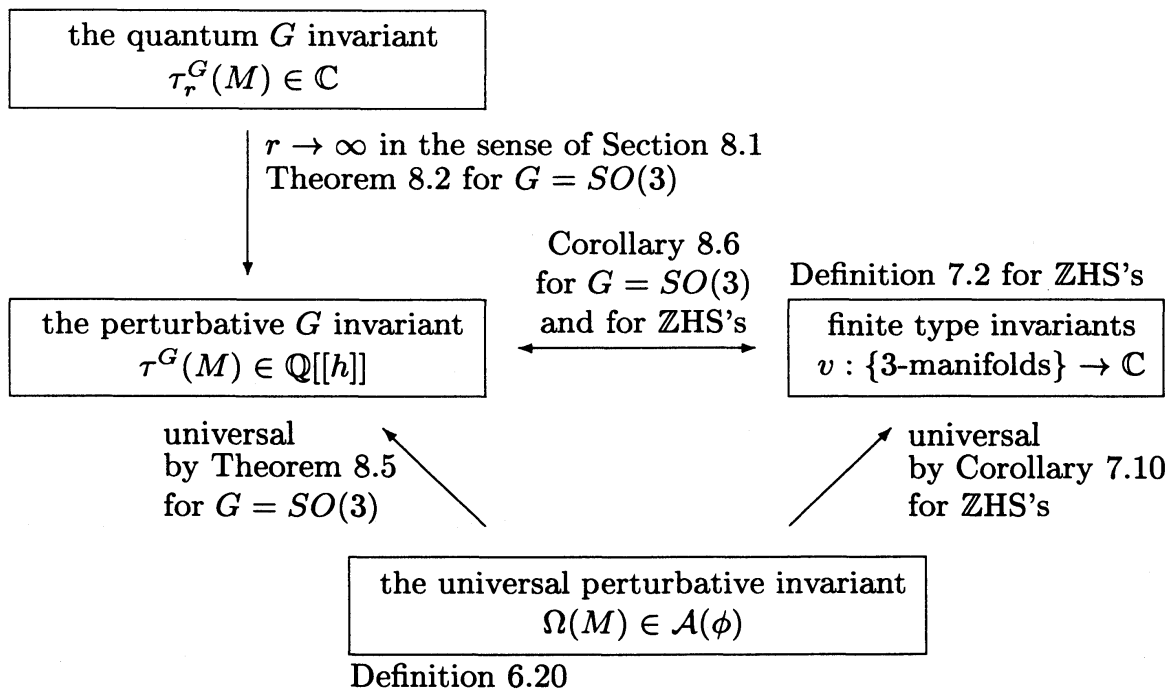 the quantum G invariant
τ_r^G(M) ∈ ℂ
r → ∞ in the sense of Section 8.1
Theorem 8.2 for G = SO(3)
Corollary 8.6
for G = SO(3)
and for ℤHS's
Definition 7.2 for ℤHS's
the perturbative G invariant
τ^G(M) ∈ ℚ[[h]]
finite type invariants
v : {3-manifolds} → ℂ
universal
by Theorem 8.5
for G = SO(3)
universal
by Corollary 7.10
for ℤHS's
the universal perturbative invariant
Ω(M) ∈ 𝒜(ϕ)
Definition 6.20